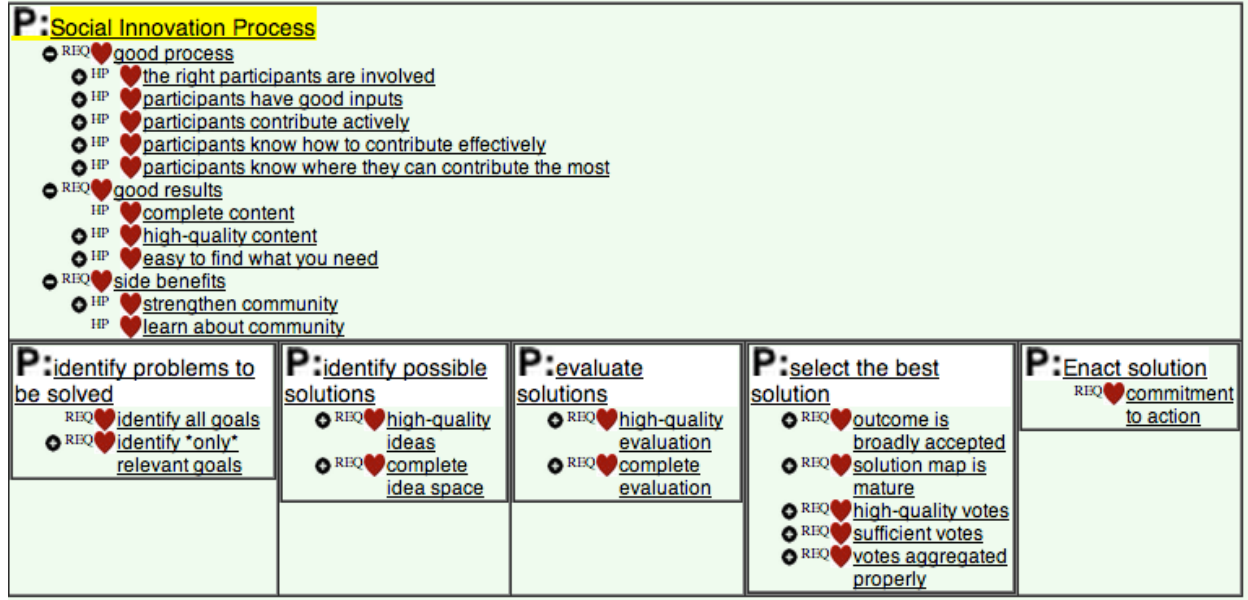 P:Social Innovation Process
REQ good process
HP the right participants are involved
HP participants have good inputs
HP participants contribute actively
HP participants know how to contribute effectively
HP participants know where they can contribute the most
REQ good results
HP complete content
HP high-quality content
HP easy to find what you need
REQ side benefits
HP strengthen community
HP learn about community
P:identify problems to
be solved
REQ identify all goals
REQ identify *only*
relevant goals
P:identify possible
solutions
REQ high-quality
ideas
REQ complete
idea space
P:evaluate
solutions
REQ high-quality
evaluation
REQ complete
evaluation
P:select the best
solution
REQ outcome is
broadly accepted
REQ solution map is
mature
REQ high-quality votes
REQ sufficient votes
REQ votes aggregated
properly
P:Enact solution
REQ commitment
to action